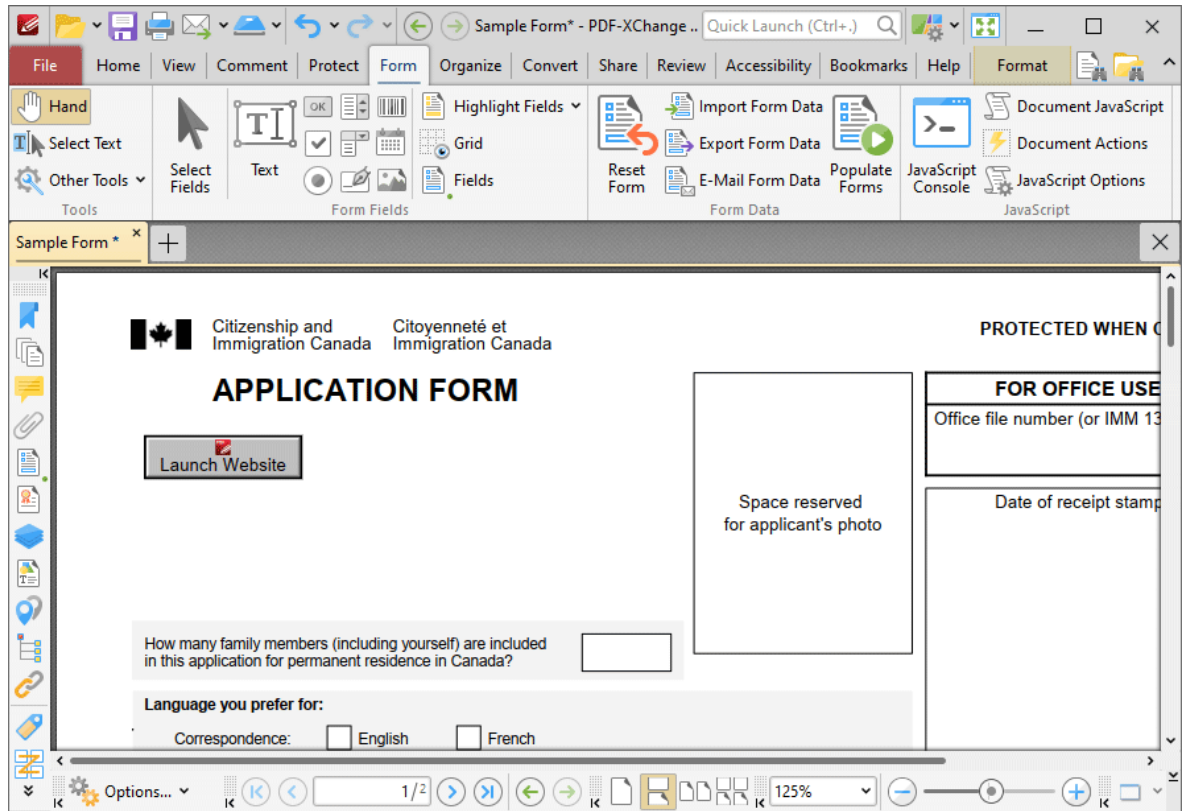 Sample Form* - PDF-XChange ..
Quick Launch (Ctrl+.)
File Home View Comment Protect Form Organize Convert Share Review Accessibility Bookmarks Help Format
Hand
Select Text
Other Tools
Tools
Select Fields
Text
OK
Highlight Fields
Grid
Fields
Form Fields
Reset Form
Import Form Data
Export Form Data
E-Mail Form Data
Populate Forms
Form Data
JavaScript Console
Document JavaScript
Document Actions
JavaScript Options
JavaScript
Sample Form *
Citizenship and Citoyenneté et
Immigration Canada Immigration Canada
PROTECTED WHEN
APPLICATION FORM
FOR OFFICE USE
Office file number (or IMM 13
Launch Website
Space reserved
for applicant's photo
Date of receipt stamp
How many family members (including yourself) are included
in this application for permanent residence in Canada?
Language you prefer for:
Correspondence: English French
Options... 1/2 125%